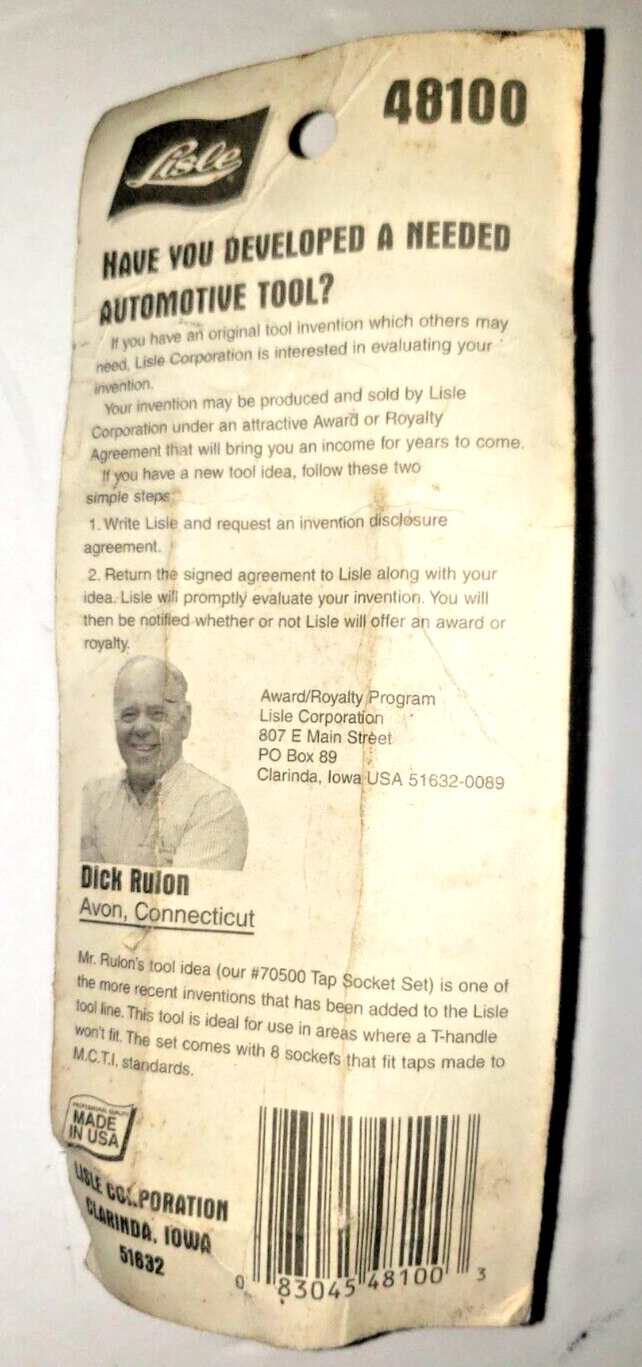 48100
Lisle
HAVE YOU DEVELOPED A NEEDED
AUTOMOTIVE TOOL?
If you have an original tool invention which others may
need, Lisle Corporation is interested in evaluating your
invention.
Your invention may be produced and sold by Lisle
Corporation under an attractive Award or Royalty
Agreement that will bring you an income for years to come.
If you have a new tool idea, follow these two
simple steps:
1. Write Lisle and request an invention disclosure
agreement.
2. Return the signed agreement to Lisle along with your
idea. Lisle will promptly evaluate your invention. You will
then be notified whether or not Lisle will offer an award or
royalty.
Award/Royalty Program
Lisle Corporation
807 E Main Street
PO Box 89
Clarinda, Iowa USA 51632-0089
Dick Rulon
Avon, Connecticut
Mr. Rulon's tool idea (our #70500 Tap Socket Set) is one of
the more recent inventions that has been added to the Lisle
tool line. This tool is ideal for use in areas where a T-handle
won't fit. The set comes with 8 sockets that fit taps made to
M.C.T.I. standards.
PROFESSIONAL QUALITY
MADE
IN USA
LISLE CORPORATION
CLARINDA, IOWA
51632
0 83045 48100 3